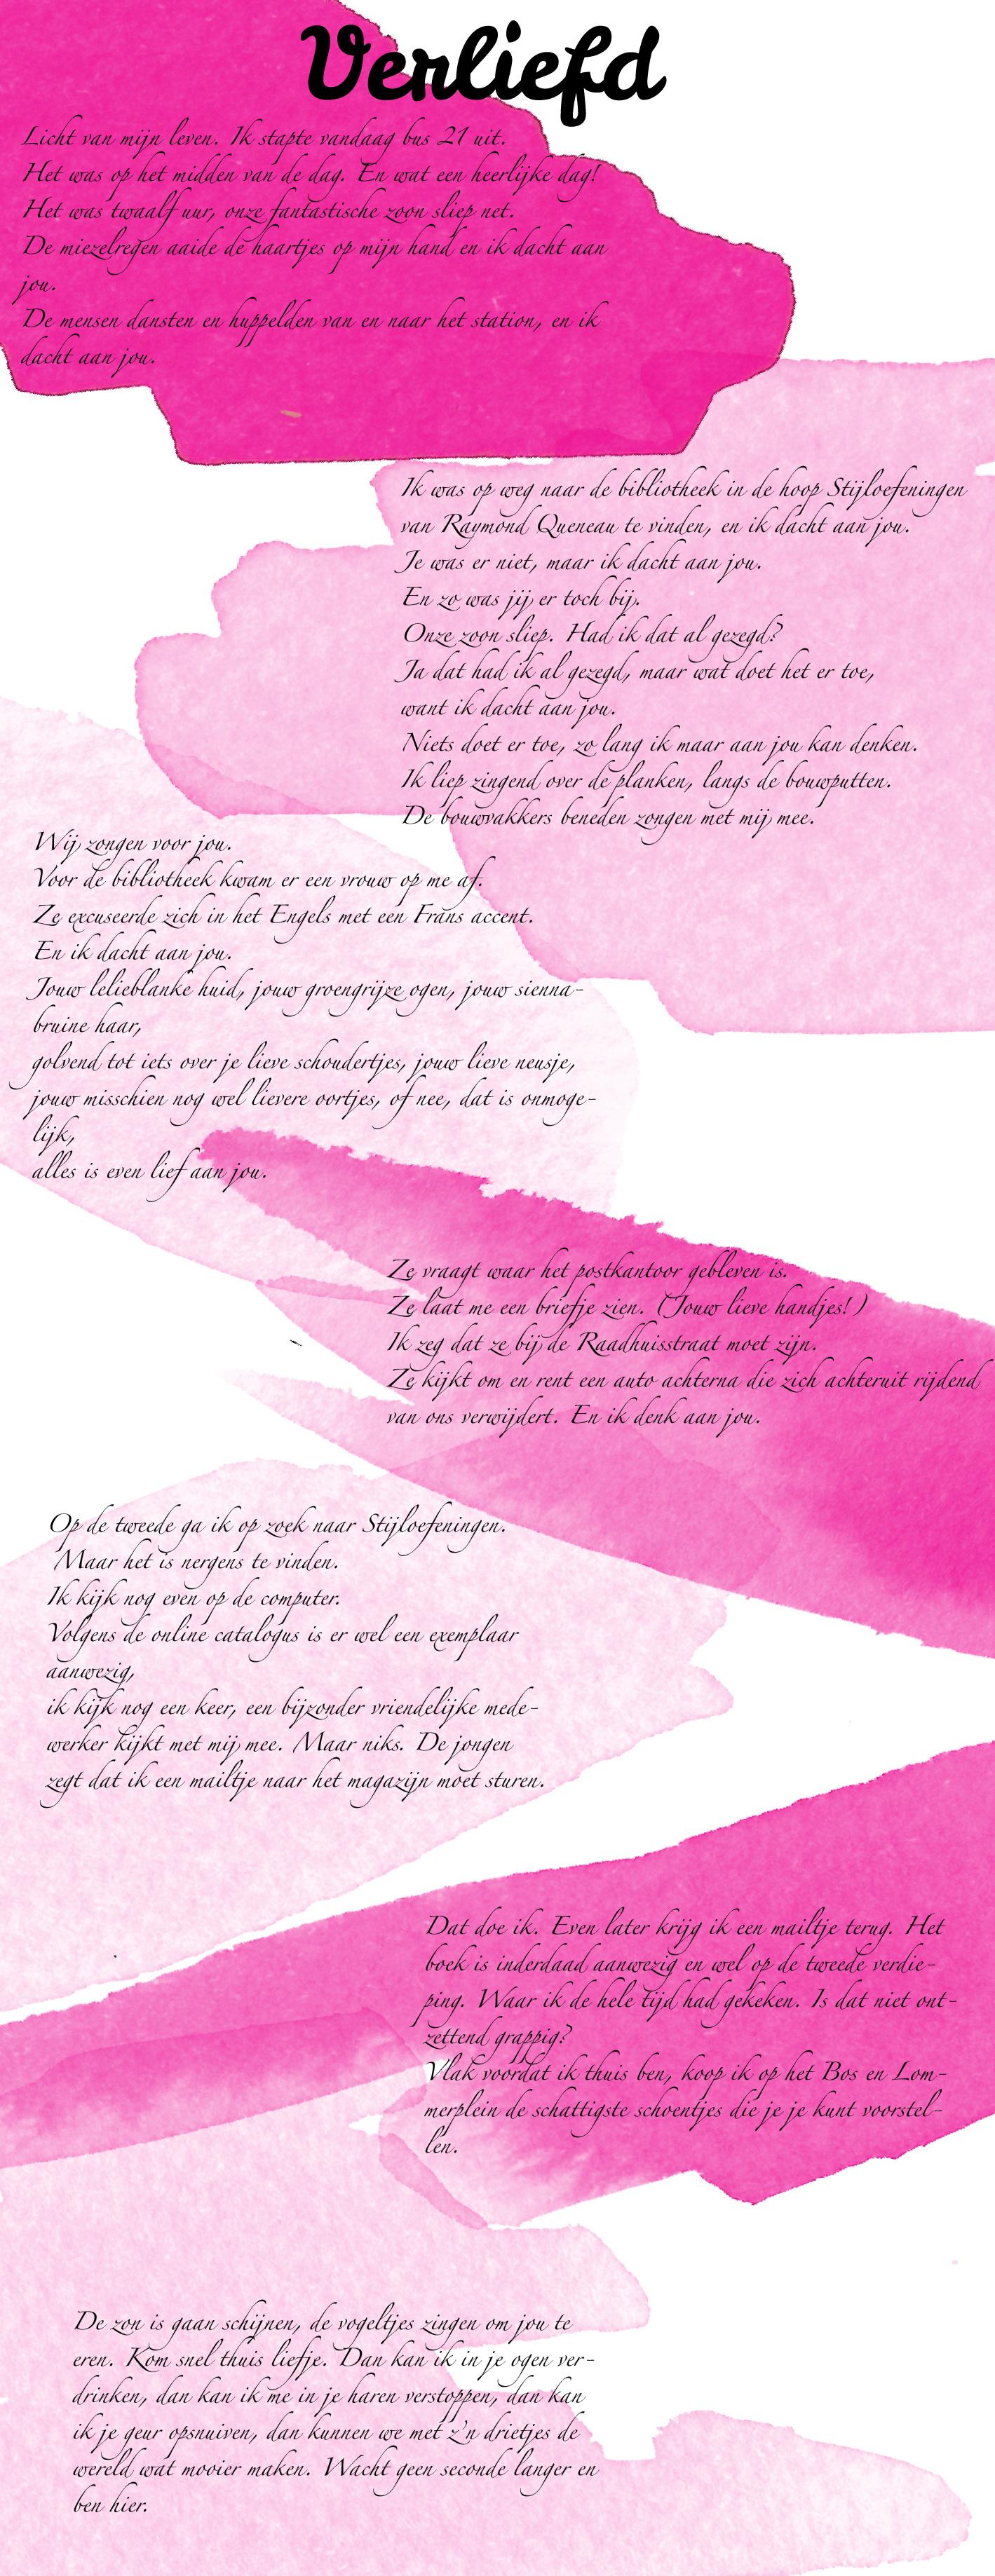 Verliefd
Licht van mijn leven. Ik stapte vandaag bus 21 uit.
Het was op het midden van de dag. En wat een heerlijke dag!
Het was twaalf uur, onze fantastische zoon sliep net.
De miezelregen aaide de haartjes op mijn hand en ik dacht aan
jou.
De mensen dansten en huppelden van en naar het station, en ik
dacht aan jou.
Ik was op weg naar de bibliotheek in de hoop Stijloefeningen
van Raymond Queneau te vinden, en ik dacht aan jou.
Je was er niet, maar ik dacht aan jou.
En zo was jij er toch bij.
Onze zoon sliep. Had ik dat al gezegd?
Ja dat had ik al gezegd, maar wat doet het er toe,
want ik dacht aan jou.
Niets doet er toe, zo lang ik maar aan jou kan denken.
Ik liep zingend over de planken, langs de bouwputten.
De bouwvakkers beneden zongen met mij mee.
Wij zongen voor jou.
Voor de bibliotheek kwam er een vrouw op me af.
Ze excuseerde zich in het Engels met een Frans accent.
En ik dacht aan jou.
Jouw lelieblanke huid, jouw groengrijze ogen, jouw sienna-
bruine haar,
golvend tot iets over je lieve schoudertjes, jouw lieve neusje,
jouw misschien nog wel lievere oortjes, of nee, dat is onmoge-
lijk,
alles is even lief aan jou.
Ze vraagt waar het postkantoor gebleven is.
Ze laat me een briefje zien. (Jouw lieve handjes!)
Ik zeg dat ze bij de Raadhuisstraat moet zijn.
Ze kijkt om en rent een auto achterna die zich achteruit rijdend
van ons verwijdert. En ik denk aan jou.
Op de tweede ga ik op zoek naar Stijloefeningen.
Maar het is nergens te vinden.
Ik kijk nog even op de computer.
Volgens de online catalogus is er wel een exemplaar
aanwezig,
ik kijk nog een keer, een bijzonder vriendelijke mede-
werker kijkt met mij mee. Maar niks. De jongen
zegt dat ik een mailtje naar het magazijn moet sturen.
Dat doe ik. Even later krijg ik een mailtje terug. Het
boek is inderdaad aanwezig en wel op de tweede verdie-
ping. Waar ik de hele tijd had gekeken. Is dat niet ont-
zettend grappig?
Vlak voordat ik thuis ben, koop ik op het Bos en Lom-
merplein de schattigste schoentjes die je je kunt voorstel-
len.
De zon is gaan schijnen, de vogeltjes zingen om jou te
eren. Kom snel thuis liefje. Dan kan ik in je ogen ver-
drinken, dan kan ik me in je haren verstoppen, dan kan
ik je geur opsnuiven, dan kunnen we met z'n drietjes de
wereld wat mooier maken. Wacht geen seconde langer en
ben hier.